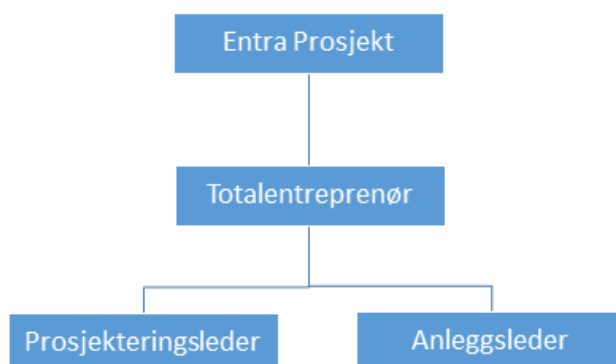 Entra Prosjekt
Totalentreprenør
Prosjekteringsleder
Anleggsleder